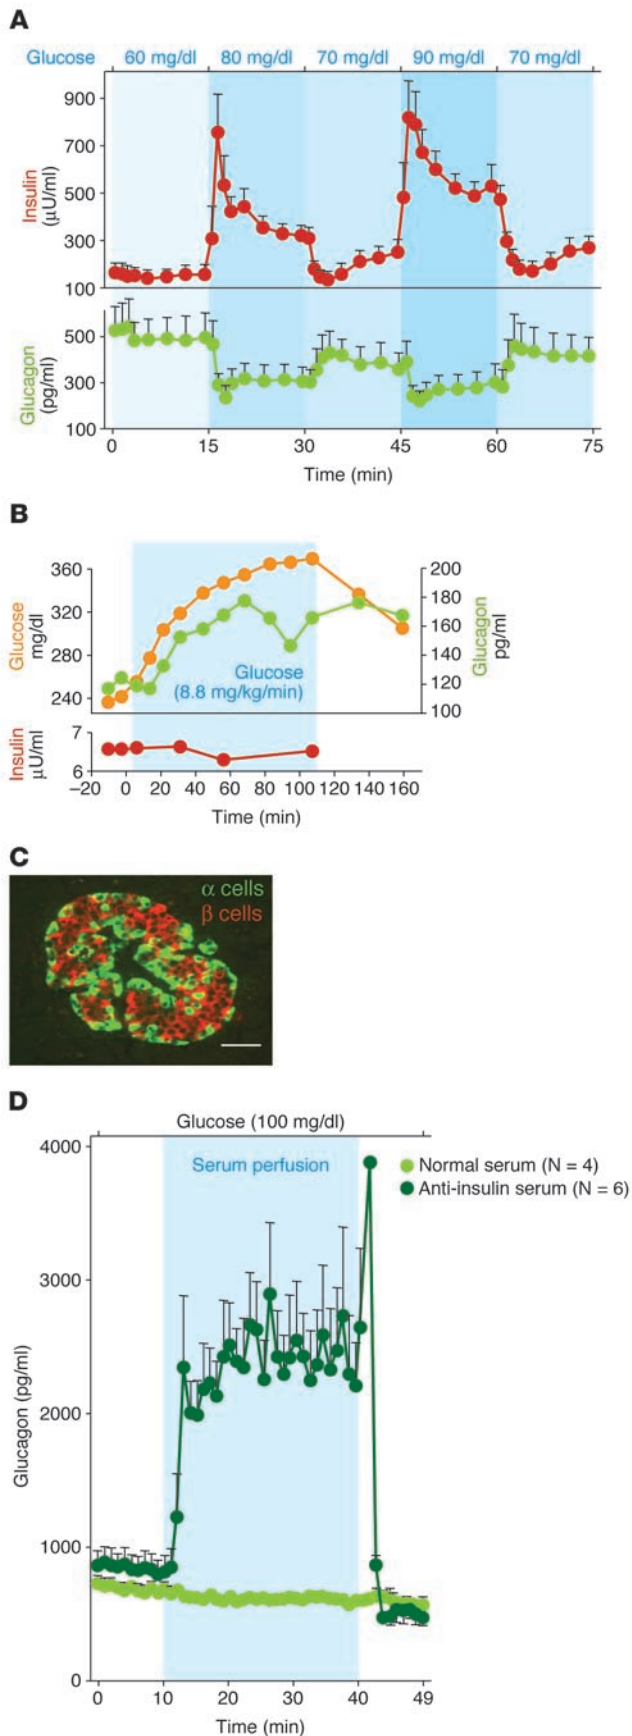 A
Glucose 60 mg/dl 80 mg/dl 70 mg/dl 90 mg/dl 70 mg/dl
900
700
500
300
100
Insulin
(μU/ml)
500
300
100
Glucagon
(pg/ml)
0 15 30 45 60 75
Time (min)
B
360
320
280
240
Glucose
mg/dl
200
180
160
140
120
100
Glucagon
pg/ml
Glucose
(8.8 mg/kg/min)
7
6
Insulin
μU/ml
–20 0 20 40 60 80 100 120 140 160
Time (min)
C
α cells
β cells
D
Glucose (100 mg/dl)
4000
3000
2000
1000
0
Glucagon (pg/ml)
Serum perfusion
Normal serum (N = 4)
Anti-insulin serum (N = 6)
0 10 20 30 40 49
Time (min)